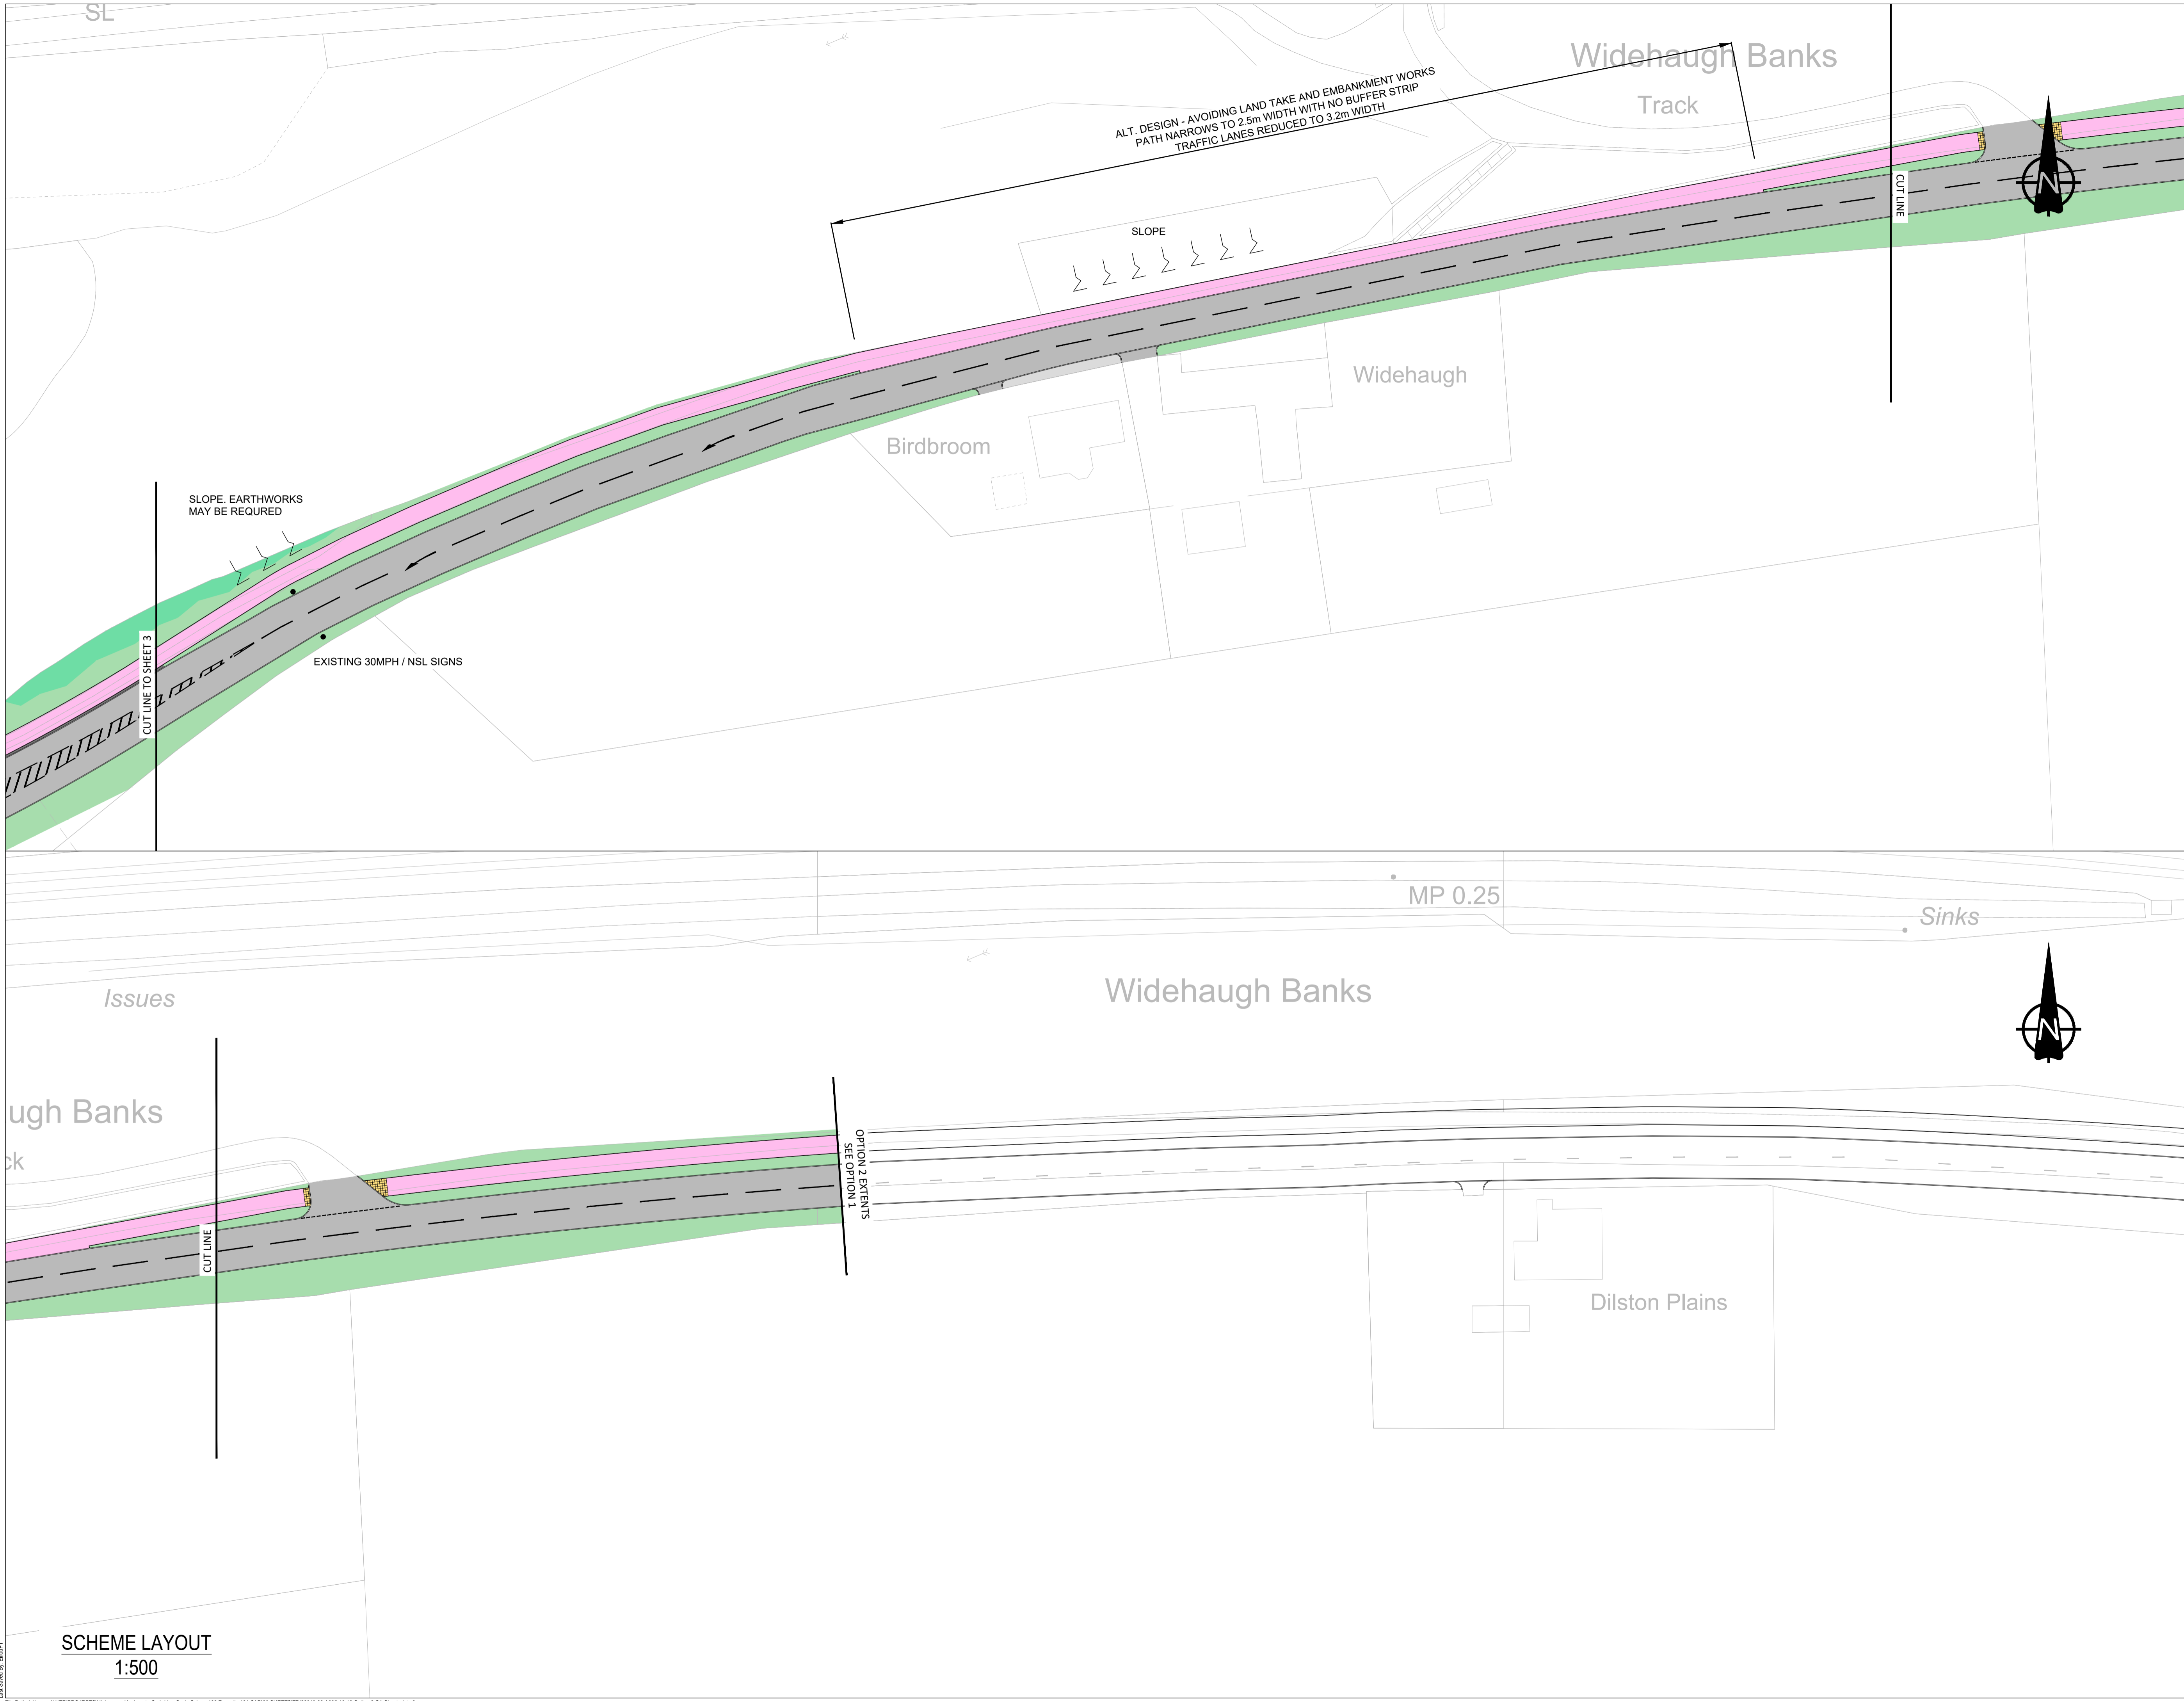 SL
Widehaugh Banks
Track
ALT. DESIGN - AVOIDING LAND TAKE AND EMBANKMENT WORKS
PATH NARROWS TO 2.5m WIDTH WITH NO BUFFER STRIP
TRAFFIC LANES REDUCED TO 3.2m WIDTH
SLOPE
CUT LINE
N
Widehaugh
Birdbroom
SLOPE. EARTHWORKS
MAY BE REQURED
CUT LINE TO SHEET 3
EXISTING 30MPH / NSL SIGNS
MP 0.25
Sinks
Issues
Widehaugh Banks
N
ugh Banks
ck
CUT LINE
OPTION 2 EXTENTS
SEE OPTION 1
Dilston Plains
SCHEME LAYOUT
1:500